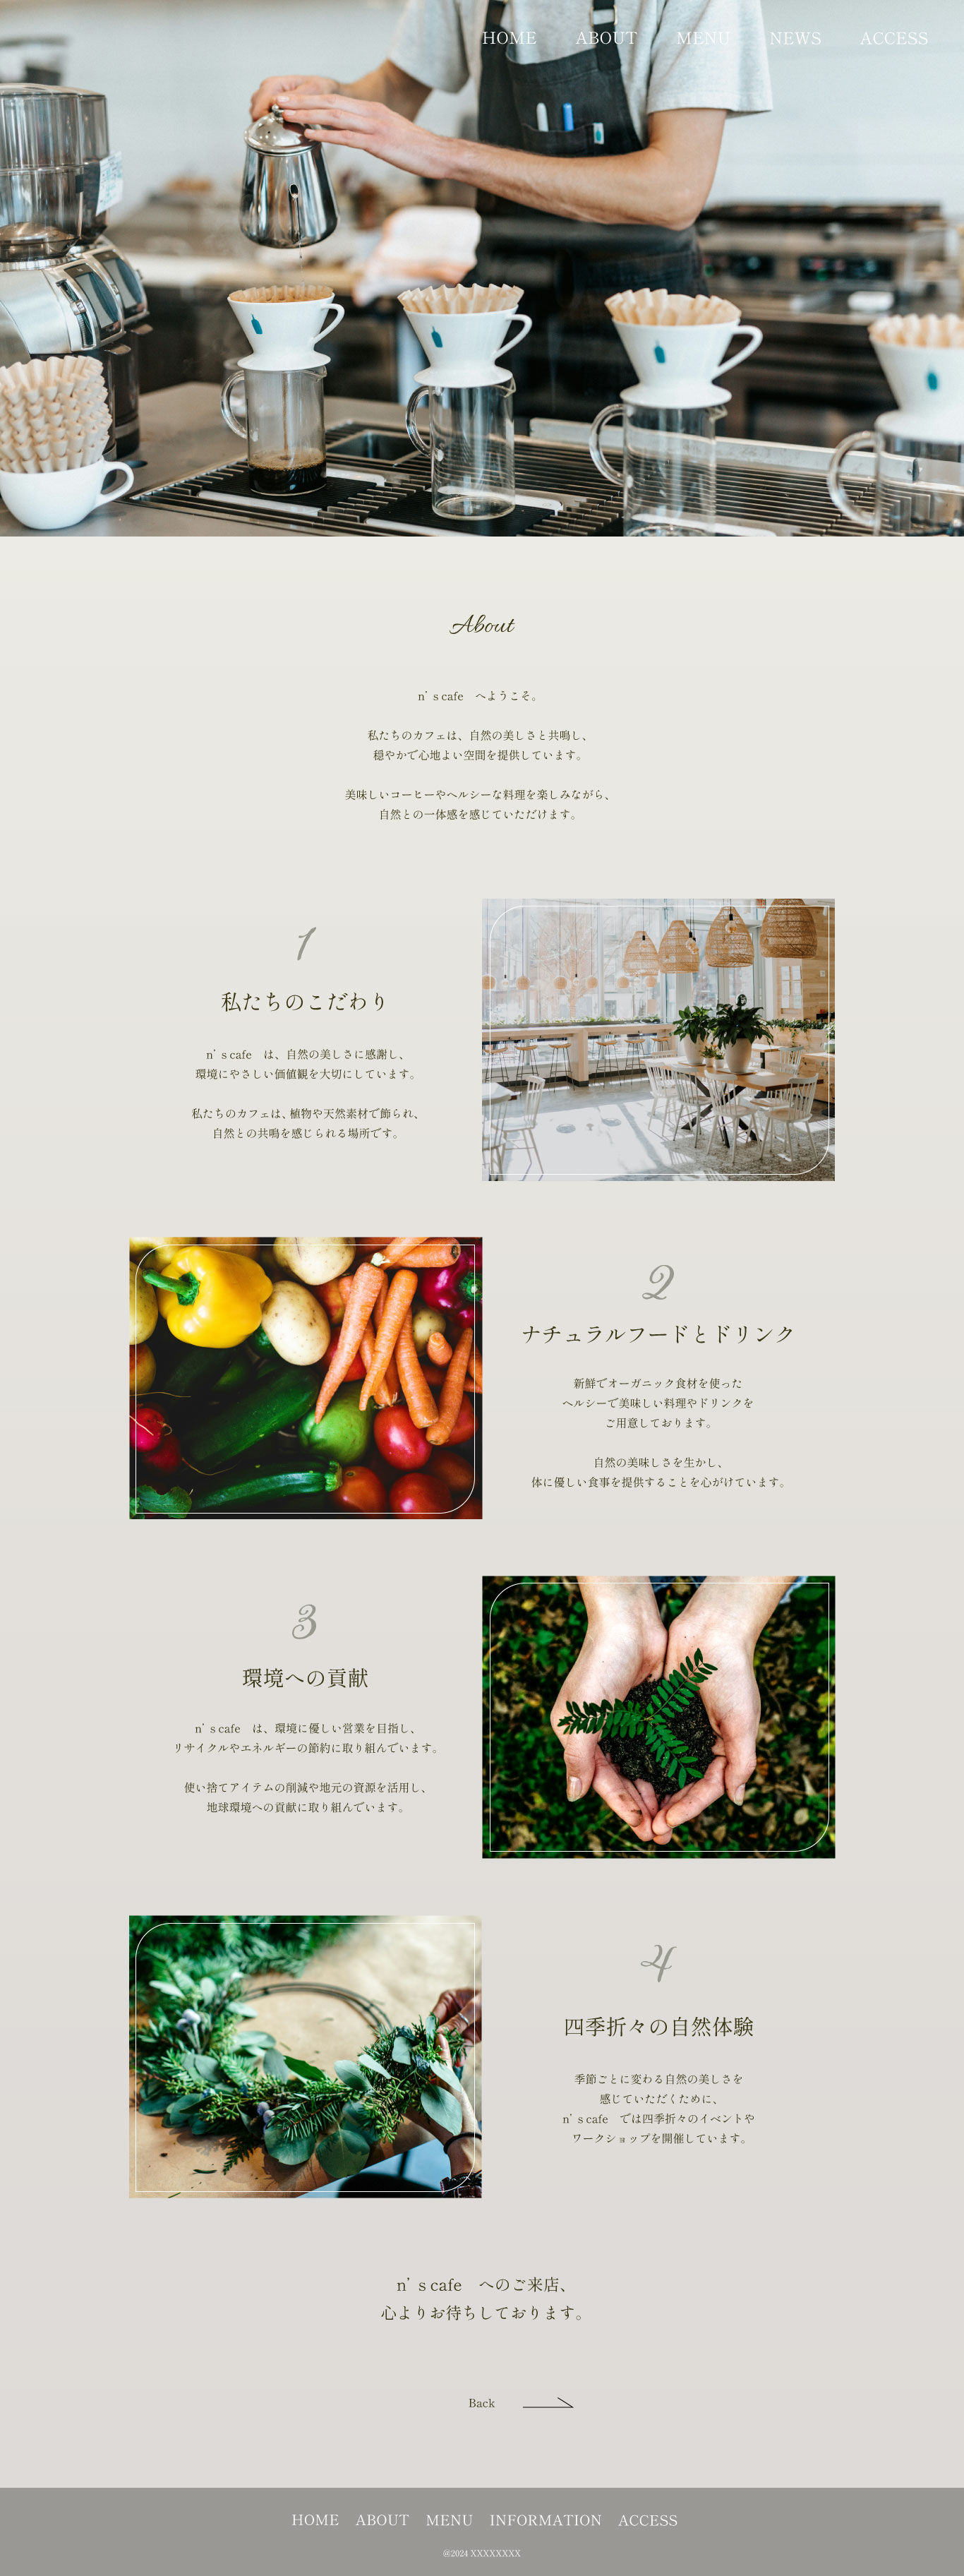 HOME ABOUT MENU NEWS ACCESS
About
n’ s cafe　へようこそ。
私たちのカフェは、自然の美しさと共鳴し、
穏やかで心地よい空間を提供しています。
美味しいコーヒーやヘルシーな料理を楽しみながら、
自然との一体感を感じていただけます。
1
私たちのこだわり
n’ s cafe　は、自然の美しさに感謝し、
環境にやさしい価値観を大切にしています。
私たちのカフェは、植物や天然素材で飾られ、
自然との共鳴を感じられる場所です。
2
ナチュラルフードとドリンク
新鮮でオーガニック食材を使った
ヘルシーで美味しい料理やドリンクを
ご用意しております。
自然の美味しさを生かし、
体に優しい食事を提供することを心がけています。
3
環境への貢献
n’ s cafe　は、環境に優しい営業を目指し、
リサイクルやエネルギーの節約に取り組んでいます。
使い捨てアイテムの削減や地元の資源を活用し、
地球環境への貢献に取り組んでいます。
4
四季折々の自然体験
季節ごとに変わる自然の美しさを
感じていただくために、
n’ s cafe　では四季折々のイベントや
ワークショップを開催しています。
n’ s cafe　へのご来店、
心よりお待ちしております。
Back
HOME ABOUT MENU INFORMATION ACCESS
@2024 XXXXXXXX